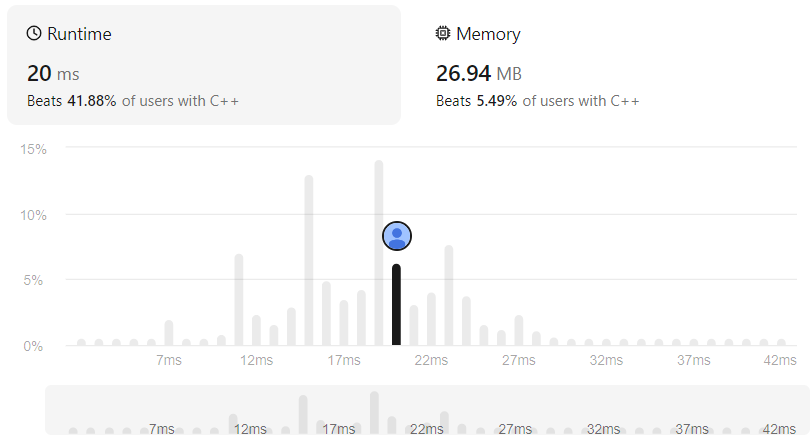 Runtime
20 ms
Beats 41.88% of users with C++
Memory
26.94 MB
Beats 5.49% of users with C++
15%
10%
5%
0%
7ms 12ms 17ms 22ms 27ms 32ms 37ms 42ms
7ms 12ms 17ms 22ms 27ms 32ms 37ms 42ms